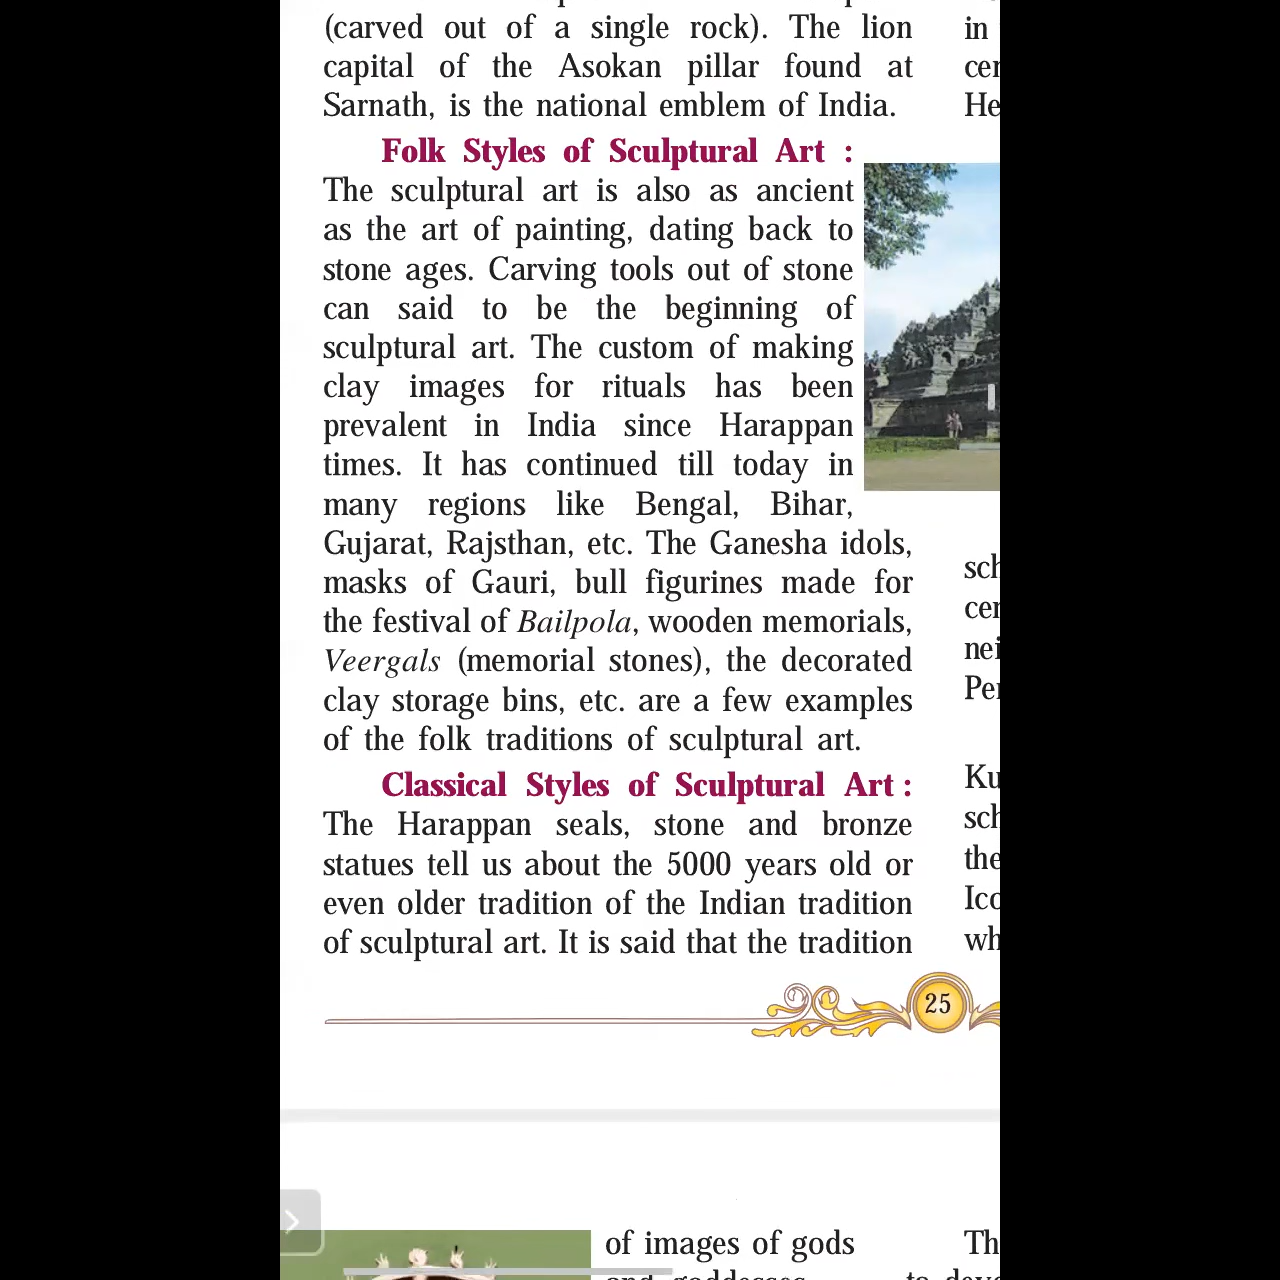 (carved out of a single rock). The lion
capital of the Asokan pillar found at
Sarnath, is the national emblem of India.
Folk Styles of Sculptural Art :
The sculptural art is also as ancient
as the art of painting, dating back to
stone ages. Carving tools out of stone
can said to be the beginning of
sculptural art. The custom of making
clay images for rituals has been
prevalent in India since Harappan
times. It has continued till today in
many regions like Bengal, Bihar,
Gujarat, Rajsthan, etc. The Ganesha idols,
masks of Gauri, bull figurines made for
the festival of Bailpola, wooden memorials,
Veergals (memorial stones), the decorated
clay storage bins, etc. are a few examples
of the folk traditions of sculptural art.
Classical Styles of Sculptural Art :
The Harappan seals, stone and bronze
statues tell us about the 5000 years old or
even older tradition of the Indian tradition
of sculptural art. It is said that the tradition
in
He
25
of images of gods